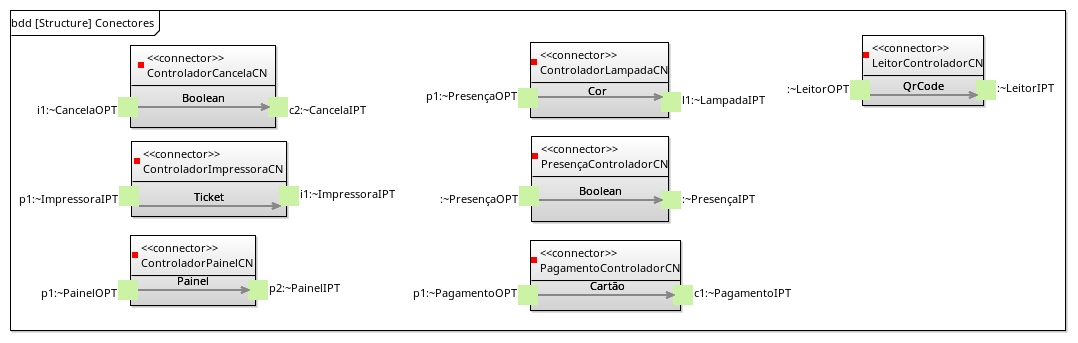 bdd [Structure] Conectores
<<connector>>
ControladorCancelaCN
Boolean
i1:~CancelaOPT
c2:~CancelaIPT
<<connector>>
ControladorImpressoraCN
Ticket
p1:~ImpressoraIPT
i1:~ImpressoraIPT
<<connector>>
ControladorPainelCN
Painel
p1:~PainelOPT
p2:~PainelIPT
<<connector>>
ControladorLampadaCN
Cor
p1:~PresençaOPT
l1:~LampadaIPT
<<connector>>
PresençaControladorCN
Boolean
:~PresençaOPT
:~PresençaIPT
<<connector>>
PagamentoControladorCN
Cartão
p1:~PagamentoOPT
c1:~PagamentoIPT
<<connector>>
LeitorControladorCN
QrCode
:~LeitorOPT
:~LeitorIPT